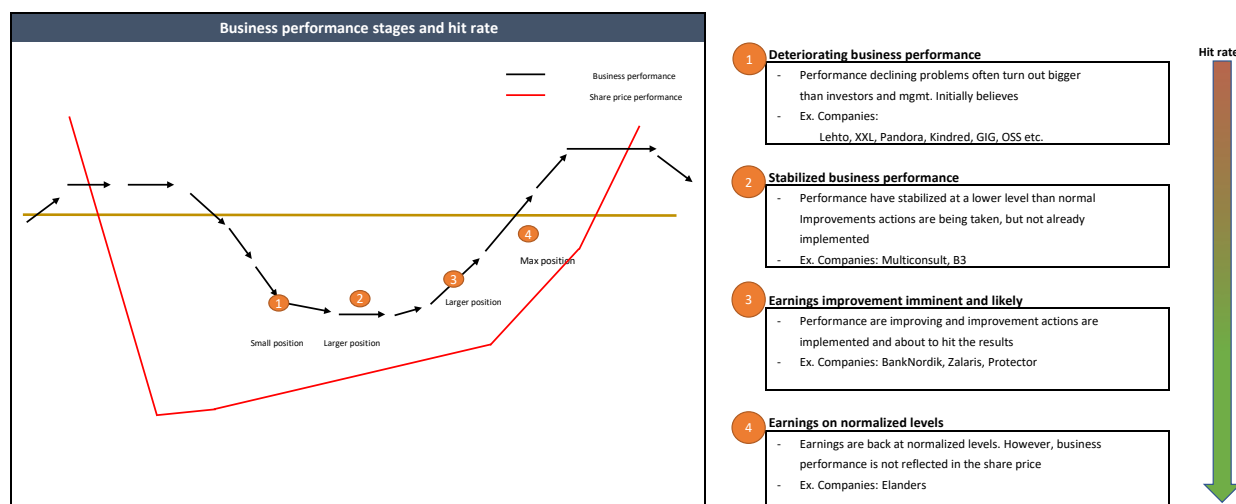 Business performance stages and hit rate
Business performance
Share price performance
1
2
3
4
Small position
Larger position
Larger position
Max position
Hit rate
1
Deteriorating business performance
- Performance declining problems often turn out bigger
than investors and mgmt. Initially believes
- Ex. Companies:
Lehto, XXL, Pandora, Kindred, GIG, OSS etc.
2
Stabilized business performance
- Performance have stabilized at a lower level than normal
Improvements actions are being taken, but not already
implemented
- Ex. Companies: Multiconsult, B3
3
Earnings improvement imminent and likely
- Performance are improving and improvement actions are
implemented and about to hit the results
- Ex. Companies: BankNordik, Zalaris, Protector
4
Earnings on normalized levels
- Earnings are back at normalized levels. However, business
performance is not reflected in the share price
- Ex. Companies: Elanders